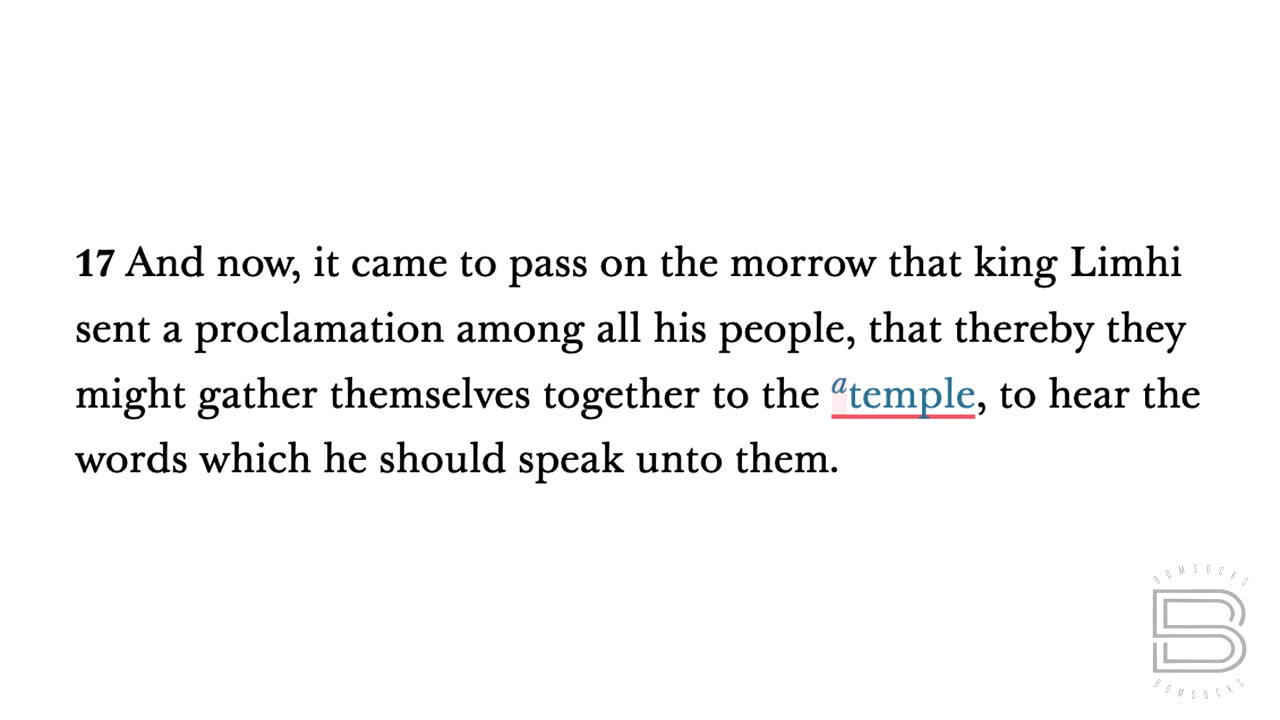 17 And now, it came to pass on the morrow that king Limhi
sent a proclamation among all his people, that thereby they
might gather themselves together to the atemple, to hear the
words which he should speak unto them.
BOMSOCKS
B
BOMSOCKS